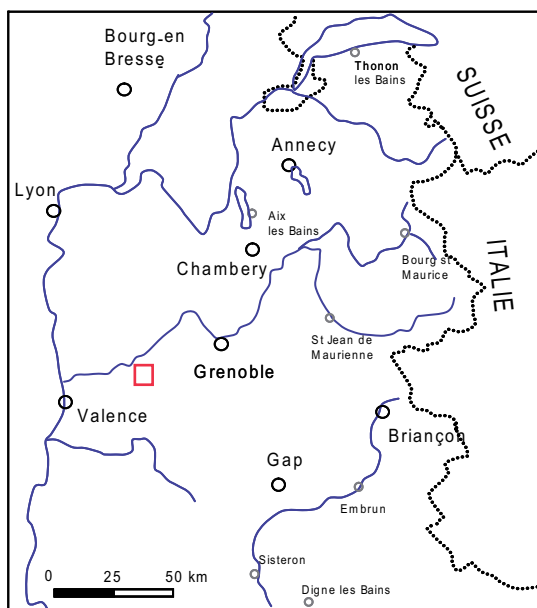 Bourg-en
Bresse
Thonon
les Bains
SUISSE
Annecy
Lyon
Aix
les Bains
Chambery
Bourg st
Maurice
ITALIE
St Jean de
Maurienne
Grenoble
Valence
Briançon
Gap
Embrun
Sisteron
Digne les Bains
0 25 50 km